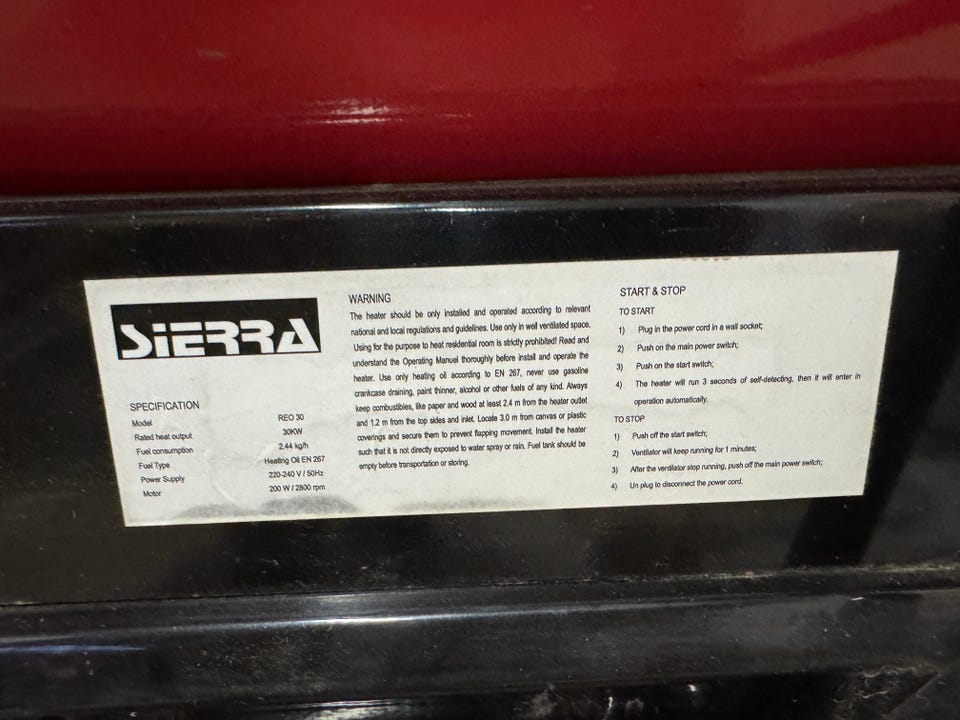 SiERRA
SPECIFICATION
Model REO 30
Rated heat output 30KW
Fuel consumption 2.44 kg/h
Fuel Type Heating Oil EN 267
Power Supply 220-240 V / 50Hz
Motor 200 W / 2800 rpm
WARNING
The heater should be only installed and operated according to relevant
national and local regulations and guidelines. Use only in well ventilated space.
Using for the purpose to heat residential room is strictly prohibited! Read and
understand the Operating Manuel thoroughly before install and operate the
heater. Use only heating oil according to EN 267, never use gasoline
crankcase draining, paint thinner, alcohol or other fuels of any kind. Always
keep combustibles, like paper and wood at least 2.4 m from the heater outlet
and 1.2 m from the top sides and inlet. Locate 3.0 m from canvas or plastic
coverings and secure them to prevent flapping movement. Install the heater
such that it is not directly exposed to water spray or rain. Fuel tank should be
empty before transportation or storing.
START & STOP
TO START
1) Plug in the power cord in a wall socket;
2) Push on the main power switch;
3) Push on the start switch;
4) The heater will run 3 seconds of self-detecting, then it will enter in
operation automatically.
TO STOP
1) Push off the start switch;
2) Ventilator will keep running for 1 minutes;
3) After the ventilator stop running, push off the main power switch;
4) Un plug to disconnect the power cord.